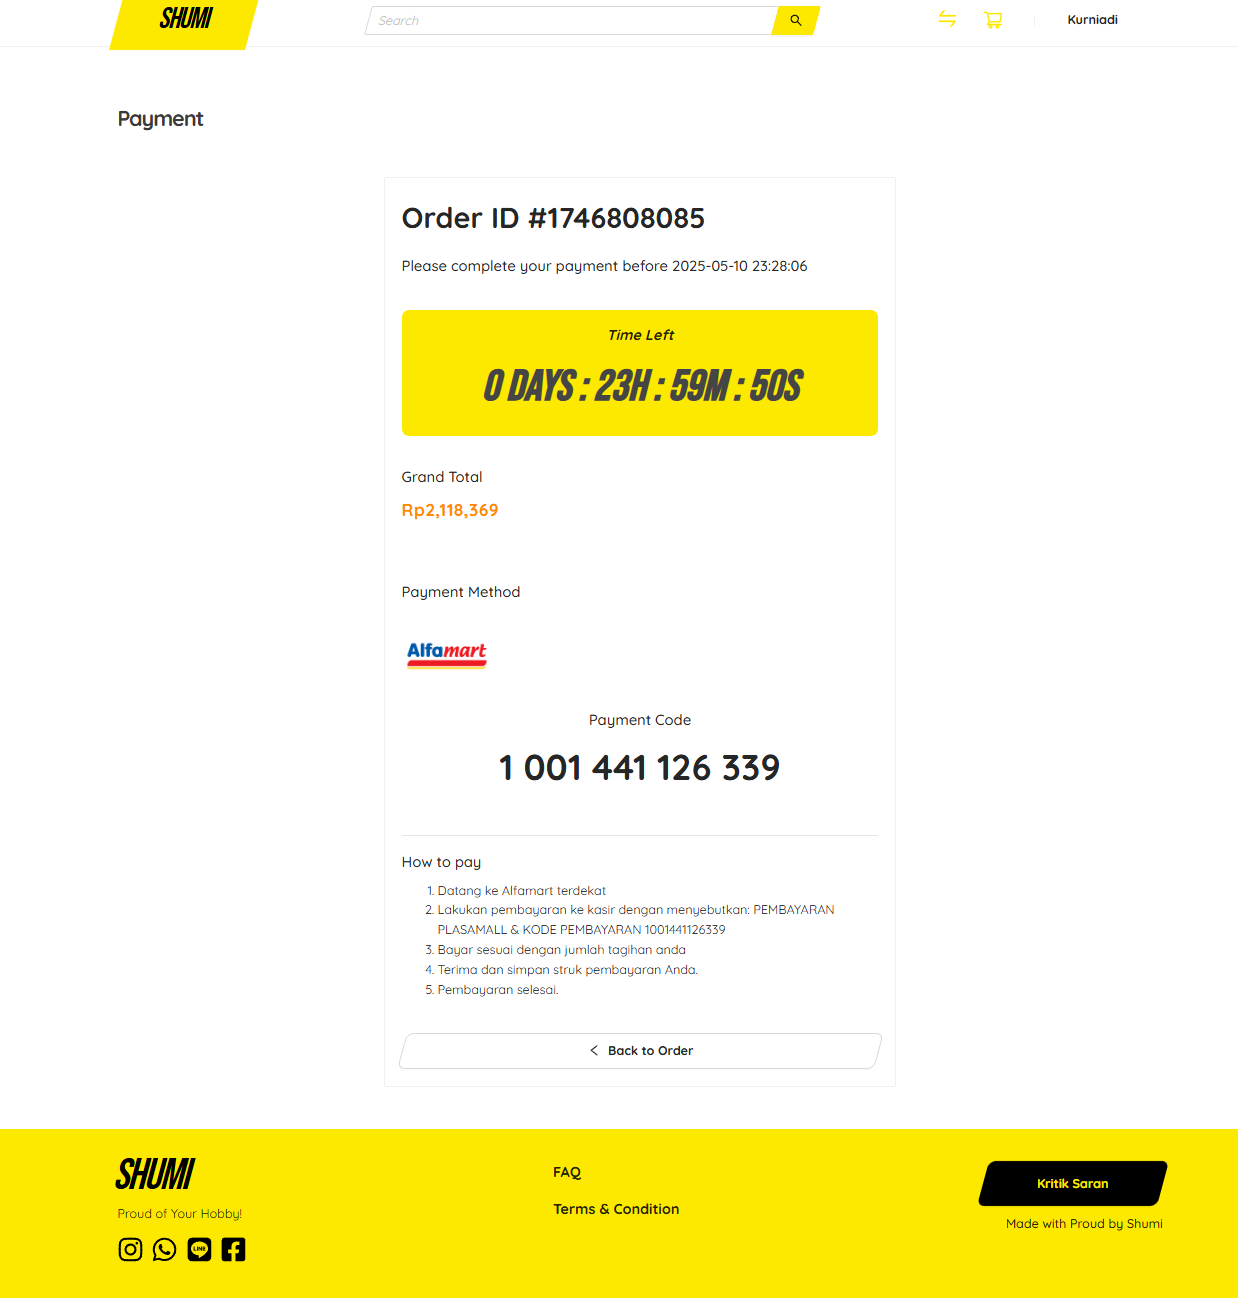 SHUMI
Search
Kurniadi
Payment
Order ID #1746808085
Please complete your payment before 2025-05-10 23:28:06
Time Left
0 DAYS : 23H : 59M : 50S
Grand Total
Rp2,118,369
Payment Method
Alfamart
Payment Code
1 001 441 126 339
How to pay
1. Datang ke Alfamart terdekat
2. Lakukan pembayaran ke kasir dengan menyebutkan: PEMBAYARAN
PLASAMALL & KODE PEMBAYARAN 1001441126339
3. Bayar sesuai dengan jumlah tagihan anda
4. Terima dan simpan struk pembayaran Anda.
5. Pembayaran selesai.
Back to Order
SHUMI
Proud of Your Hobby!
LINE
FAQ
Terms & Condition
Kritik Saran
Made with Proud by Shumi